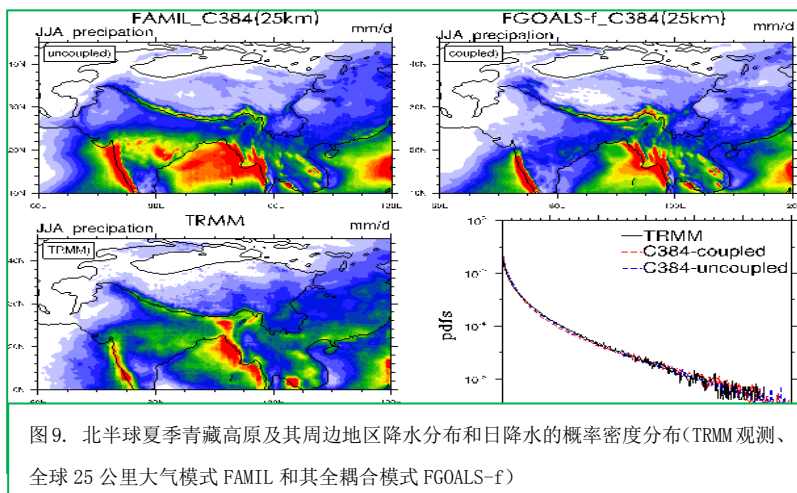 FAMIL_C384(25km)
JJA precipation
mm/d
uncoupled)
FGOALS-f_C384(25km)
JJA precipation
mm/d
coupled)
TRMM
JJA precipation
mm/d
TRMM)
TRMM
C384-coupled
C384-uncoupled
pdfs
图9. 北半球夏季青藏高原及其周边地区降水分布和日降水的概率密度分布(TRMM观测、
全球25公里大气模式FAMIL和其全耦合模式FGOALS-f)